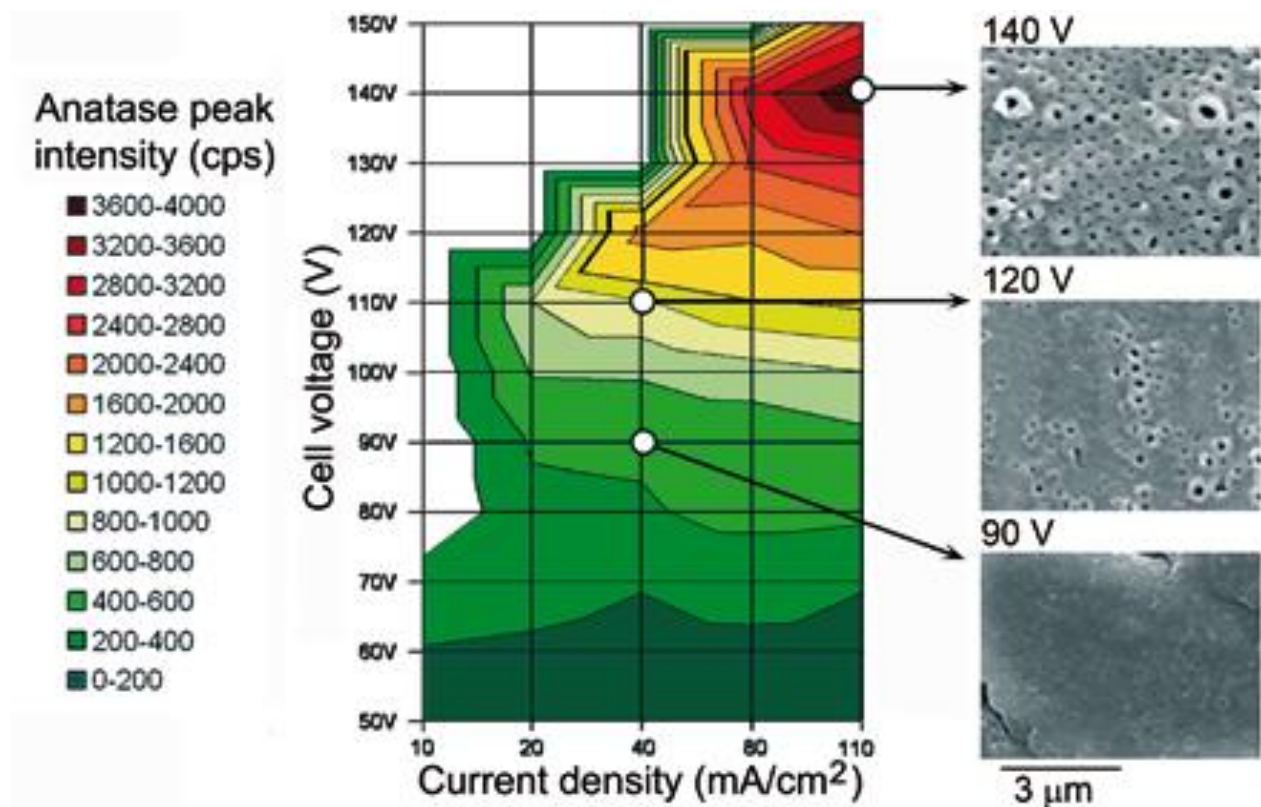 Anatase peak
intensity (cps)
3600-4000
3200-3600
2800-3200
2400-2800
2000-2400
1600-2000
1200-1600
1000-1200
800-1000
600-800
400-600
200-400
0-200
Cell voltage (V)
150V
140V
130V
120V
110V
100V
90V
80V
70V
60V
50V
10 20 40 80 110
Current density (mA/cm²)
140 V
120 V
90 V
3 μm